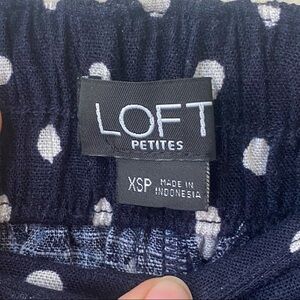 LOFT
PETITES
XSP MADE IN
INDONESIA